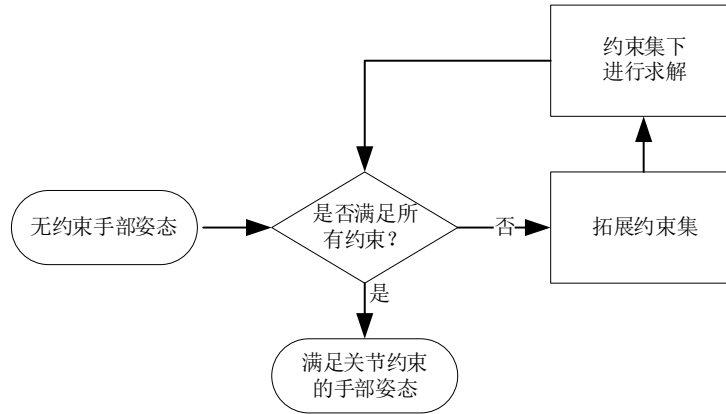 约束集下
进行求解
无约束手部姿态
是否满足所
有约束？
否
拓展约束集
是
满足关节约束
的手部姿态